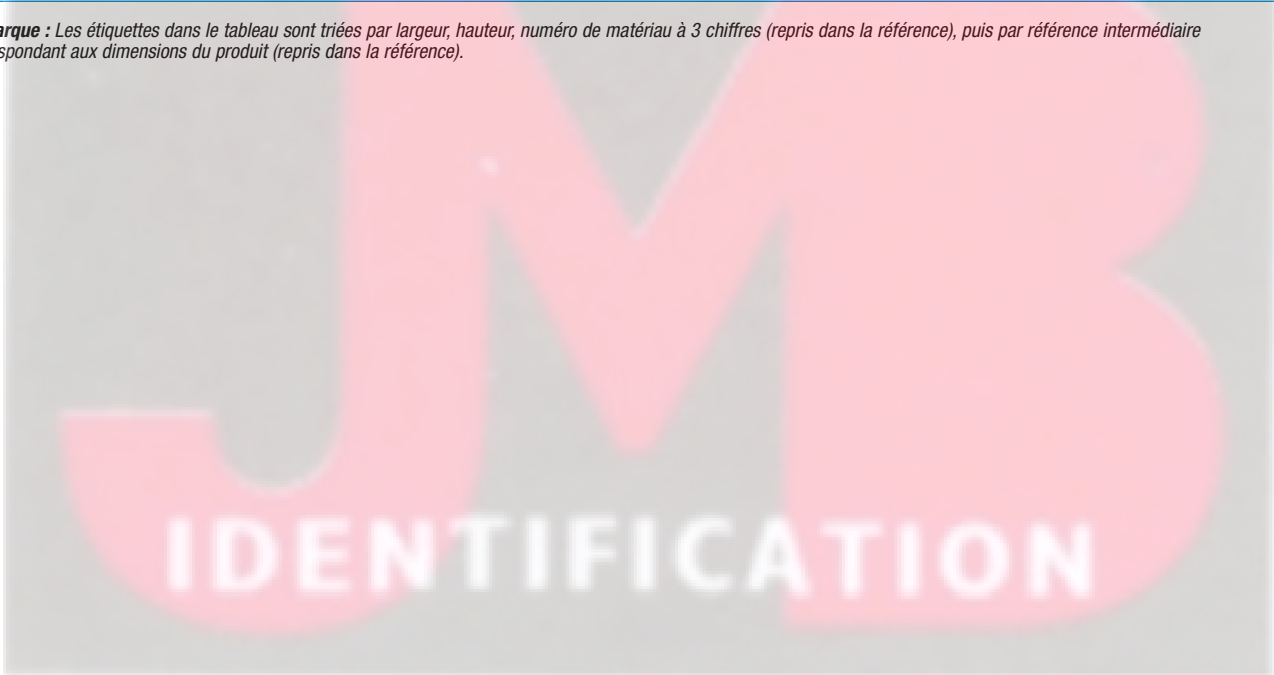 arque : Les étiquettes dans le tableau sont triées par largeur, hauteur, numéro de matériau à 3 chiffres (repris dans la référence), puis par référence intermédiaire
spondant aux dimensions du produit (repris dans la référence).
JMB
IDENTIFICATION